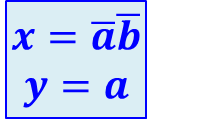 x = a̅b̅
y = a